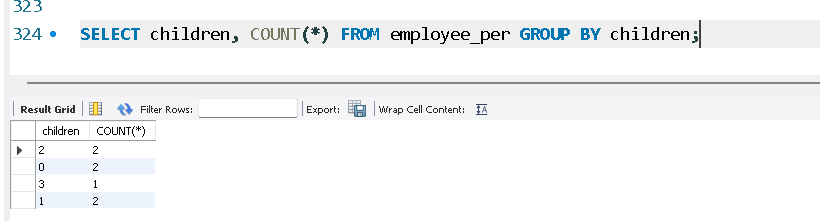 323
324 SELECT children, COUNT(*) FROM employee_per GROUP BY children;
Result Grid Filter Rows: Export: Wrap Cell Content: IA
children COUNT(*)
2 2
0 2
3 1
1 2